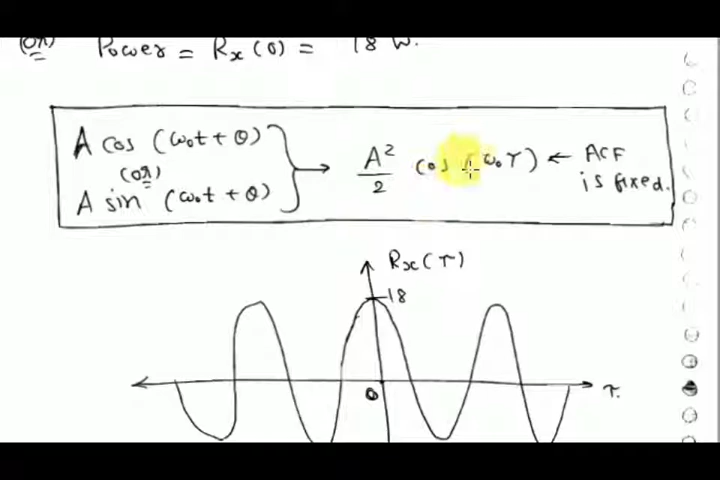 (or) Power = Rx(0) = 18 W.
A cos (ω₀t + θ)
(or)
A sin (ω₀t + θ)
A²/2 cos (ω₀τ) ← ACF
is fixed.
Rx(τ)
18
0
τ.